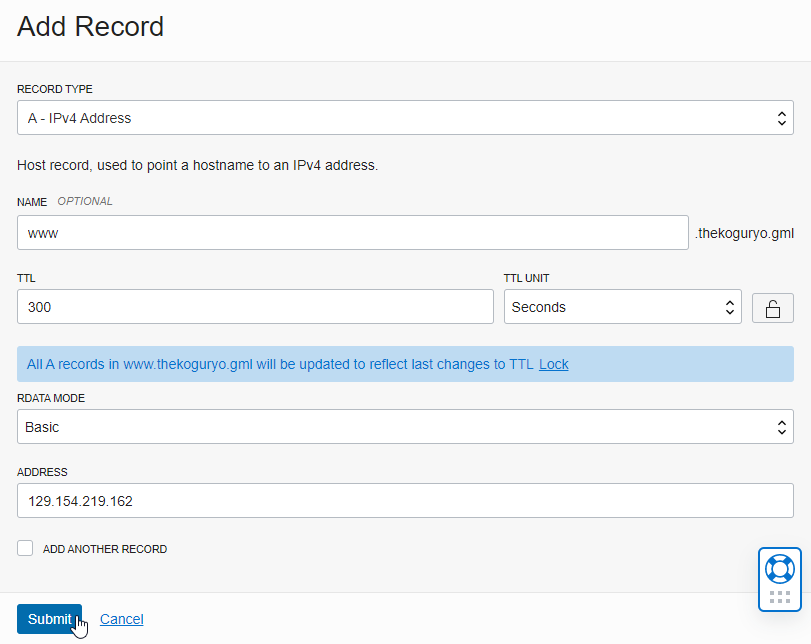 Add Record
RECORD TYPE
A - IPv4 Address
Host record, used to point a hostname to an IPv4 address.
NAME OPTIONAL
www .thekoguryo.gml
TTL TTL UNIT
300 Seconds
All A records in www.thekoguryo.gml will be updated to reflect last changes to TTL Lock
RDATA MODE
Basic
ADDRESS
129.154.219.162
ADD ANOTHER RECORD
Submit Cancel